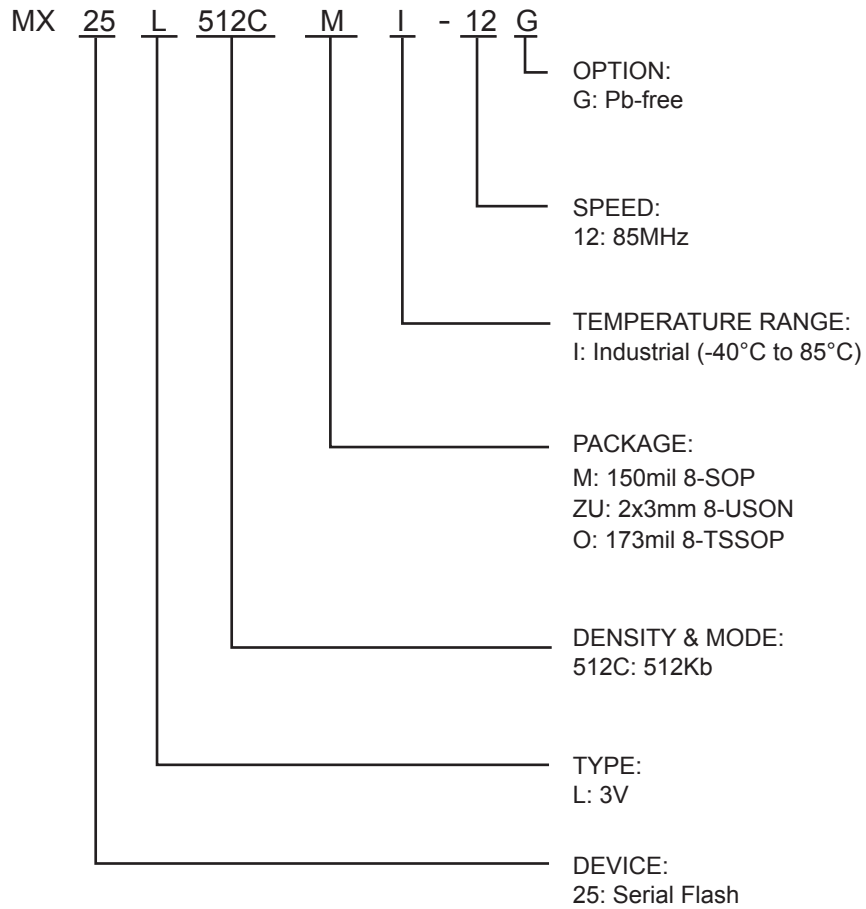 MX 25 L 512C M I - 12 G
OPTION:
G: Pb-free
SPEED:
12: 85MHz
TEMPERATURE RANGE:
I: Industrial (-40°C to 85°C)
PACKAGE:
M: 150mil 8-SOP
ZU: 2x3mm 8-USON
O: 173mil 8-TSSOP
DENSITY & MODE:
512C: 512Kb
TYPE:
L: 3V
DEVICE:
25: Serial Flash